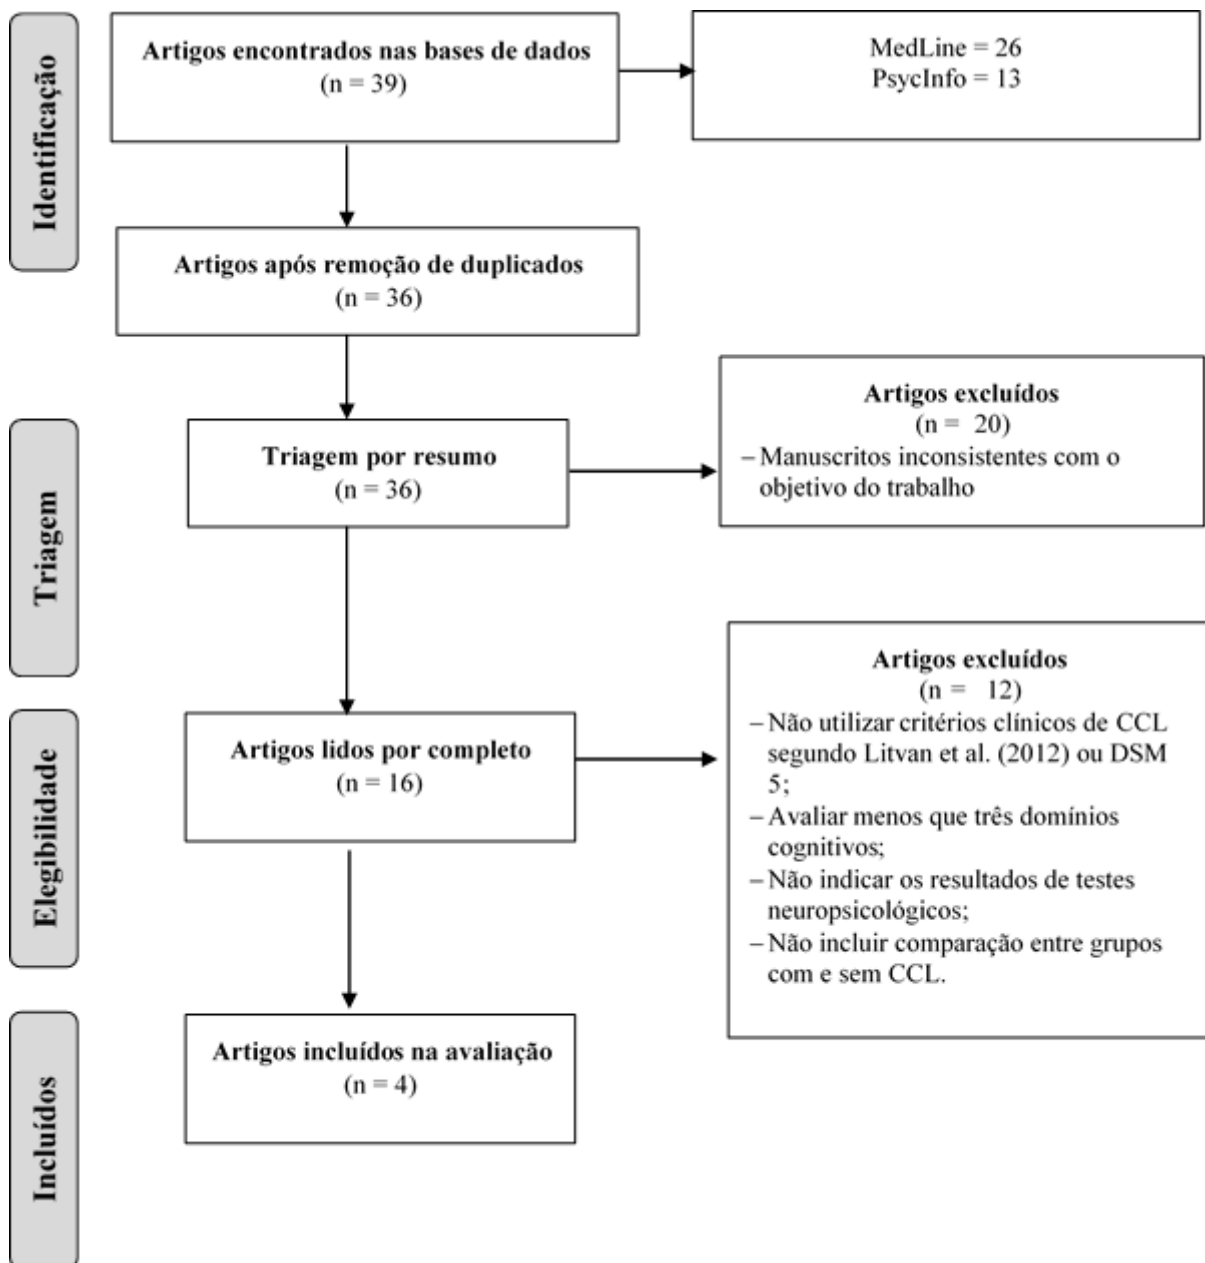 Identificação
Artigos encontrados nas bases de dados
(n = 39)
MedLine = 26
PsycInfo = 13
Artigos após remoção de duplicados
(n = 36)
Triagem
Triagem por resumo
(n = 36)
Artigos excluídos
(n = 20)
– Manuscritos inconsistentes com o
objetivo do trabalho
Elegibilidade
Artigos lidos por completo
(n = 16)
Artigos excluídos
(n = 12)
– Não utilizar critérios clínicos de CCL
segundo Litvan et al. (2012) ou DSM
5;
– Avaliar menos que três domínios
cognitivos;
– Não indicar os resultados de testes
neuropsicológicos;
– Não incluir comparação entre grupos
com e sem CCL.
Incluídos
Artigos incluídos na avaliação
(n = 4)